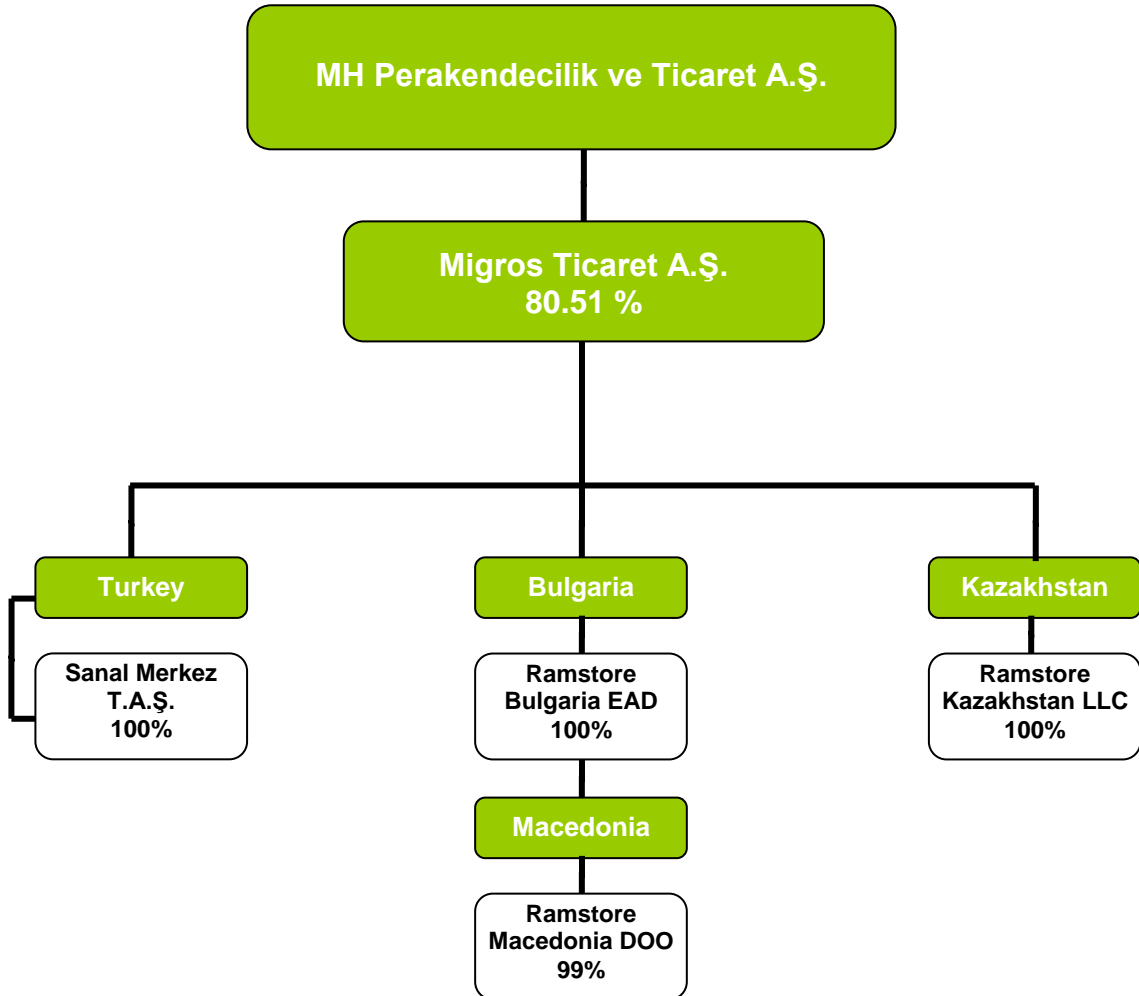 MH Perakendecilik ve Ticaret A.Ş.
Migros Ticaret A.Ş.
80.51 %
Turkey
Bulgaria
Kazakhstan
Sanal Merkez
T.A.Ş.
100%
Ramstore
Bulgaria EAD
100%
Ramstore
Kazakhstan LLC
100%
Macedonia
Ramstore
Macedonia DOO
99%